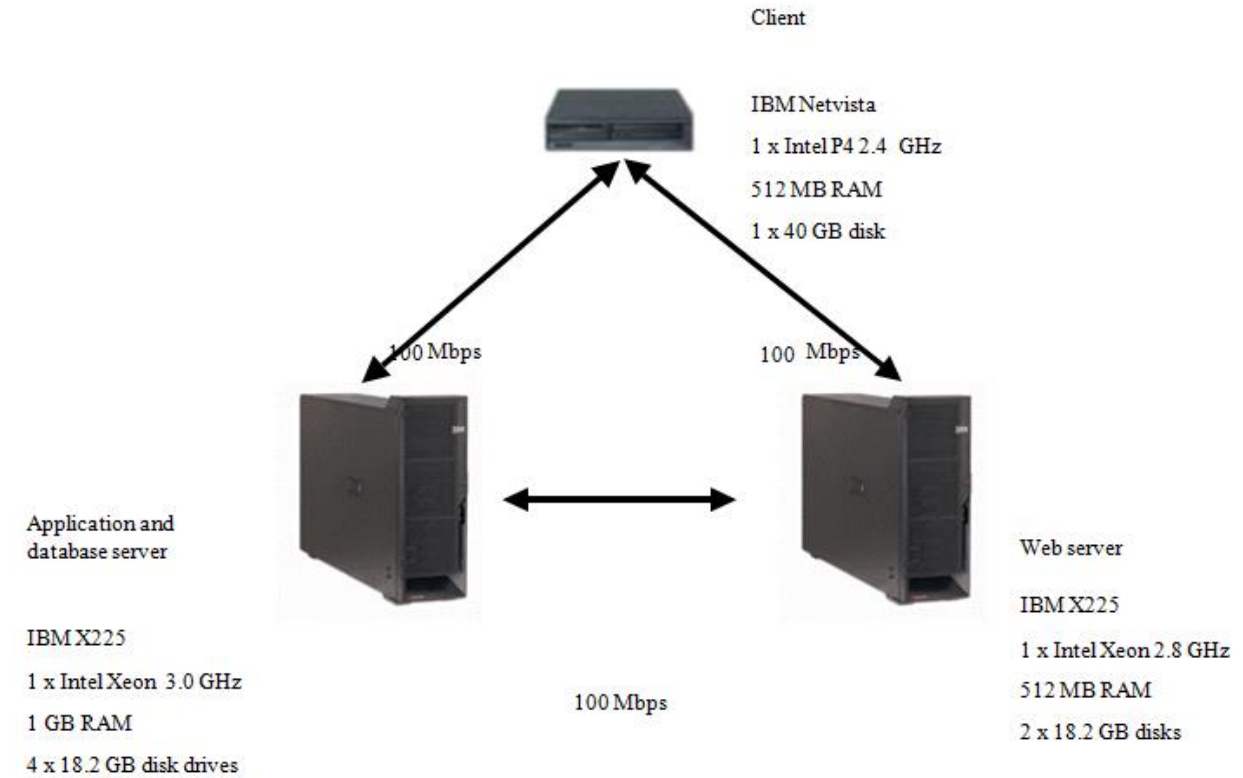 Client
IBM Netvista
1 x Intel P4 2.4 GHz
512 MB RAM
1 x 40 GB disk
100 Mbps
100 Mbps
Application and
database server
IBM X225
1 x Intel Xeon 3.0 GHz
1 GB RAM
4 x 18.2 GB disk drives
100 Mbps
Web server
IBM X225
1 x Intel Xeon 2.8 GHz
512 MB RAM
2 x 18.2 GB disks